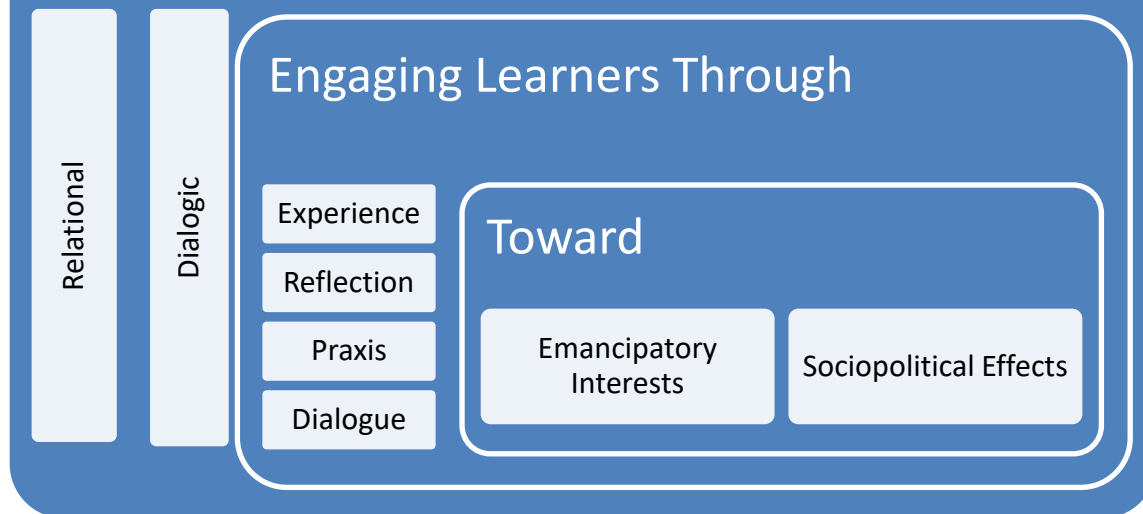 Relational
Dialogic
Engaging Learners Through
Experience
Reflection
Praxis
Dialogue
Toward
Emancipatory
Interests
Sociopolitical Effects